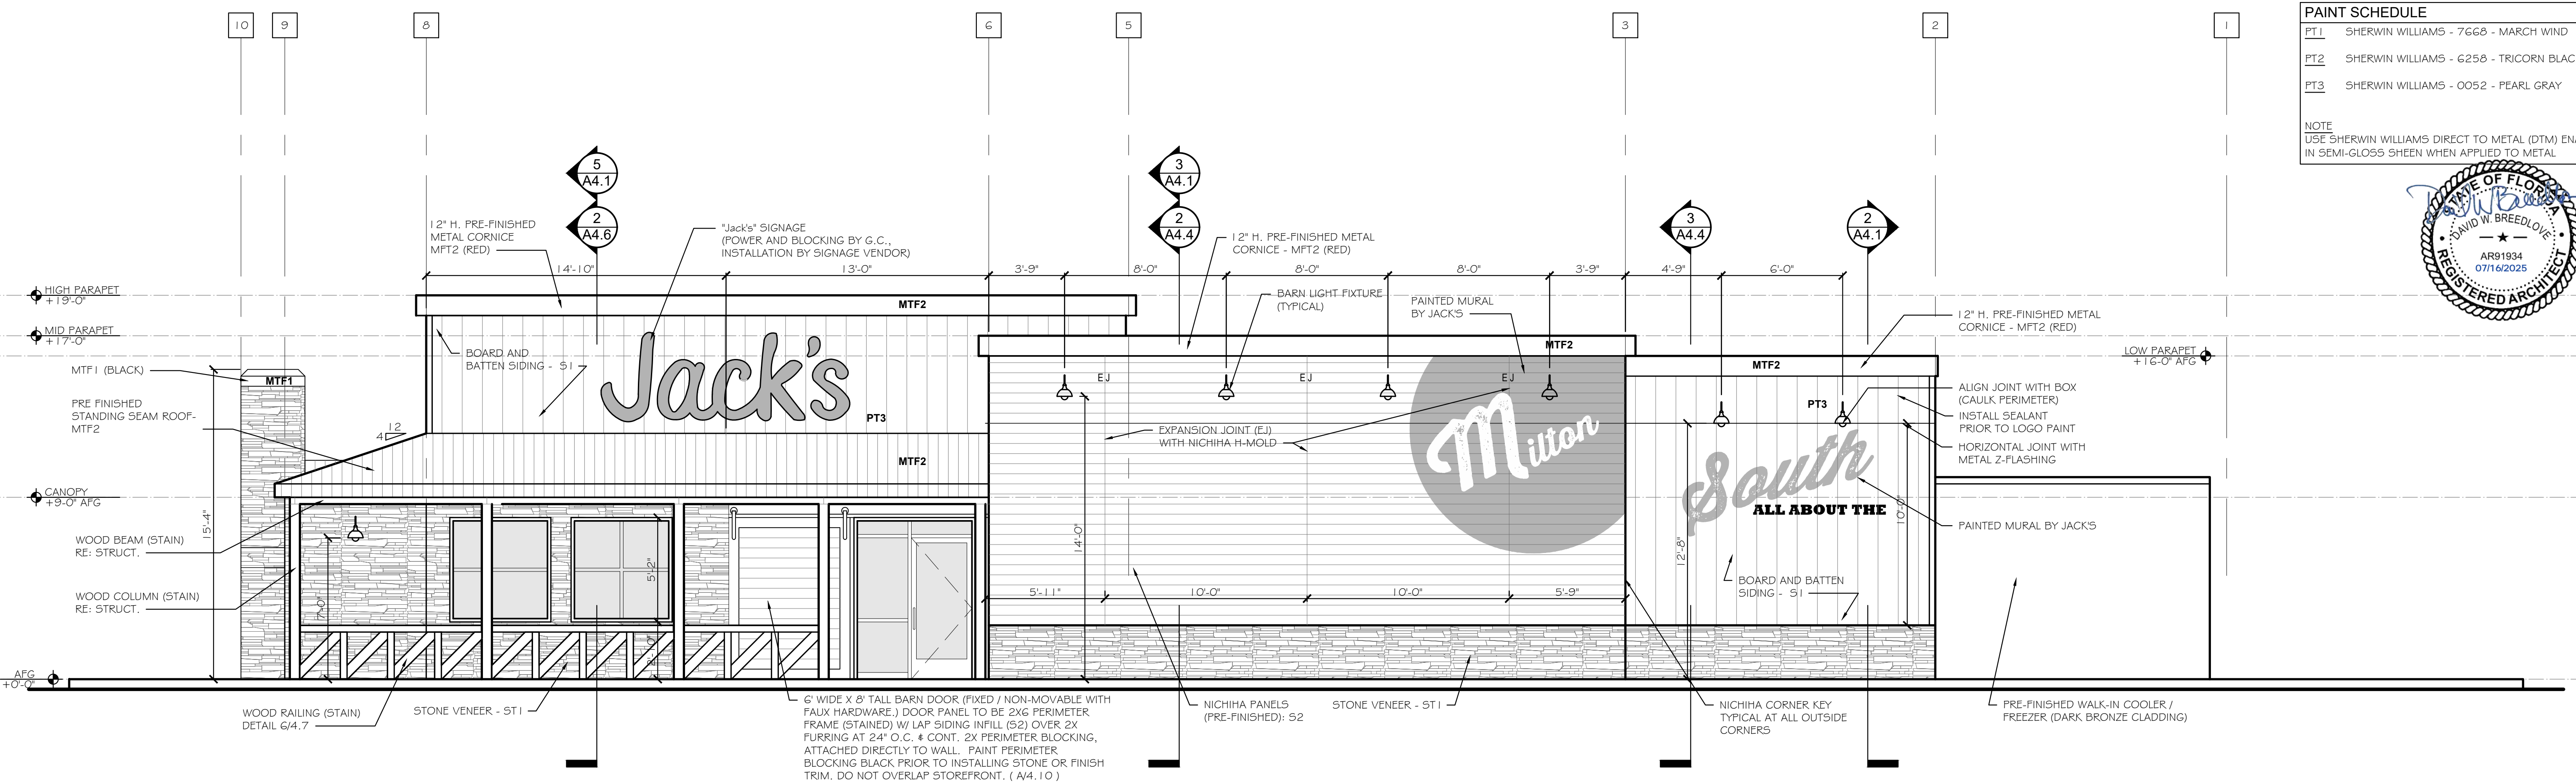 10
9
8
6
5
3
2
1
PAINT SCHEDULE
PT1 SHERWIN WILLIAMS - 7668 - MARCH WIND
PT2 SHERWIN WILLIAMS - 6258 - TRICORN BLAC
PT3 SHERWIN WILLIAMS - 0052 - PEARL GRAY
NOTE
USE SHERWIN WILLIAMS DIRECT TO METAL (DTM) EN
IN SEMI-GLOSS SHEEN WHEN APPLIED TO METAL
STATE OF FLORIDA
DAVID W. BREEDLOVE
AR91934
07/16/2025
REGISTERED ARCHITECT
5
A4.1
2
A4.6
3
A4.1
2
A4.4
3
A4.4
2
A4.1
12" H. PRE-FINISHED
METAL CORNICE
MFT2 (RED)
"Jack's" SIGNAGE
(POWER AND BLOCKING BY G.C.,
INSTALLATION BY SIGNAGE VENDOR)
12" H. PRE-FINISHED METAL
CORNICE - MFT2 (RED)
14'-10"
13'-0"
3'-9"
8'-0"
8'-0"
8'-0"
3'-9"
4'-9"
6'-0"
HIGH PARAPET
+19'-0"
MID PARAPET
+17'-0"
MTF2
BARN LIGHT FIXTURE
(TYPICAL)
PAINTED MURAL
BY JACK'S
12" H. PRE-FINISHED METAL
CORNICE - MFT2 (RED)
LOW PARAPET
+16-0" AFG
MTF2
MTF2
BOARD AND
BATTEN SIDING - S1
MTF1 (BLACK)
MTF1
PRE FINISHED
STANDING SEAM ROOF-
MTF2
12
4
Jack's
PT3
MTF2
EJ
EJ
EJ
EXPANSION JOINT (EJ)
WITH NICHIHA H-MOLD
Milton
PT3
ALIGN JOINT WITH BOX
(CAULK PERIMETER)
INSTALL SEALANT
PRIOR TO LOGO PAINT
HORIZONTAL JOINT WITH
METAL Z-FLASHING
South
ALL ABOUT THE
PAINTED MURAL BY JACK'S
CANOPY
+9-0" AFG
15'-4"
WOOD BEAM (STAIN)
RE: STRUCT.
WOOD COLUMN (STAIN)
RE: STRUCT.
7'-0"
5'-2"
2'-10"
14'-0"
12'-8"
10'-0"
5'-11"
10'-0"
10'-0"
5'-9"
BOARD AND BATTEN
SIDING - S1
AFG
+0'-0"
WOOD RAILING (STAIN)
DETAIL 6/4.7
STONE VENEER - ST1
6' WIDE X 8' TALL BARN DOOR (FIXED / NON-MOVABLE WITH
FAUX HARDWARE.) DOOR PANEL TO BE 2X6 PERIMETER
FRAME (STAINED) W/ LAP SIDING INFILL (S2) OVER 2X
FURRING AT 24" O.C. & CONT. 2X PERIMETER BLOCKING,
ATTACHED DIRECTLY TO WALL. PAINT PERIMETER
BLOCKING BLACK PRIOR TO INSTALLING STONE OR FINISH
TRIM. DO NOT OVERLAP STOREFRONT. ( A/4.10 )
NICHIHA PANELS
(PRE-FINISHED): S2
STONE VENEER - ST1
NICHIHA CORNER KEY
TYPICAL AT ALL OUTSIDE
CORNERS
PRE-FINISHED WALK-IN COOLER /
FREEZER (DARK BRONZE CLADDING)